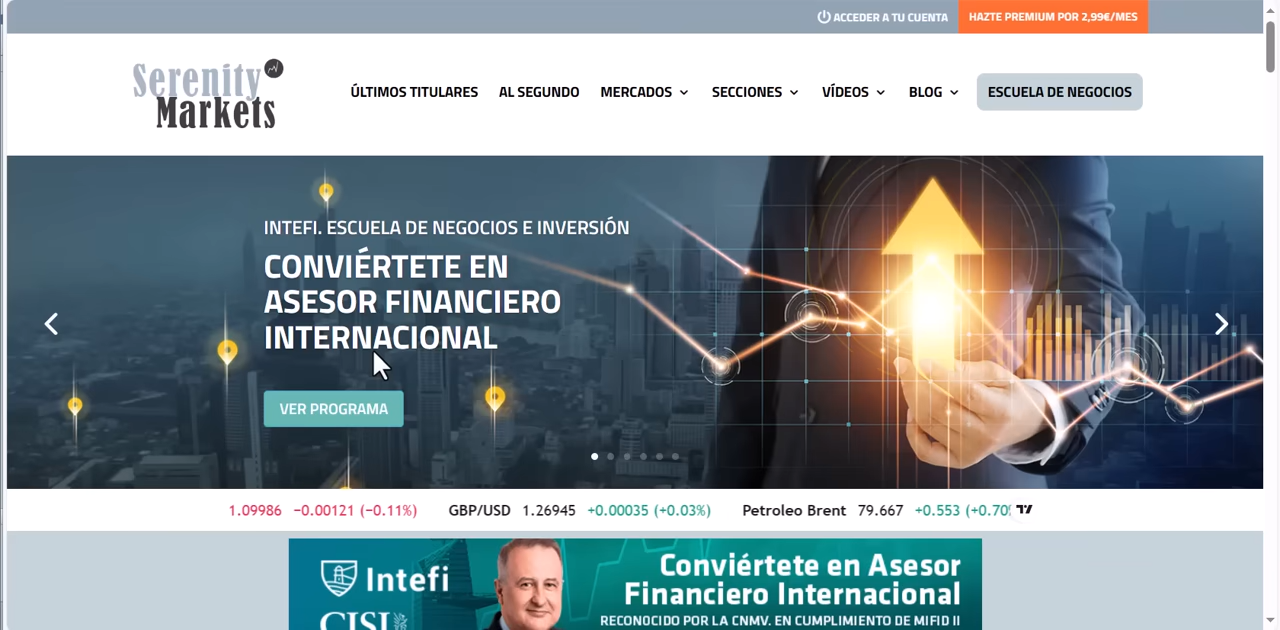 ACCEDER A TU CUENTA
HAZTE PREMIUM POR 2,99€/MES
Serenity
Markets
ÚLTIMOS TITULARES
AL SEGUNDO
MERCADOS
SECCIONES
VÍDEOS
BLOG
ESCUELA DE NEGOCIOS
INTEFI. ESCUELA DE NEGOCIOS E INVERSIÓN
CONVIÉRTETE EN
ASESOR FINANCIERO
INTERNACIONAL
VER PROGRAMA
1.09986 −0.00121 (−0.11%) GBP/USD 1.26945 +0.00035 (+0.03%) Petroleo Brent 79.667 +0.553 (+0.70%
Intefi
CISI
Conviértete en Asesor
Financiero Internacional
RECONOCIDO POR LA CNMV. EN CUMPLIMIENTO DE MIFID II